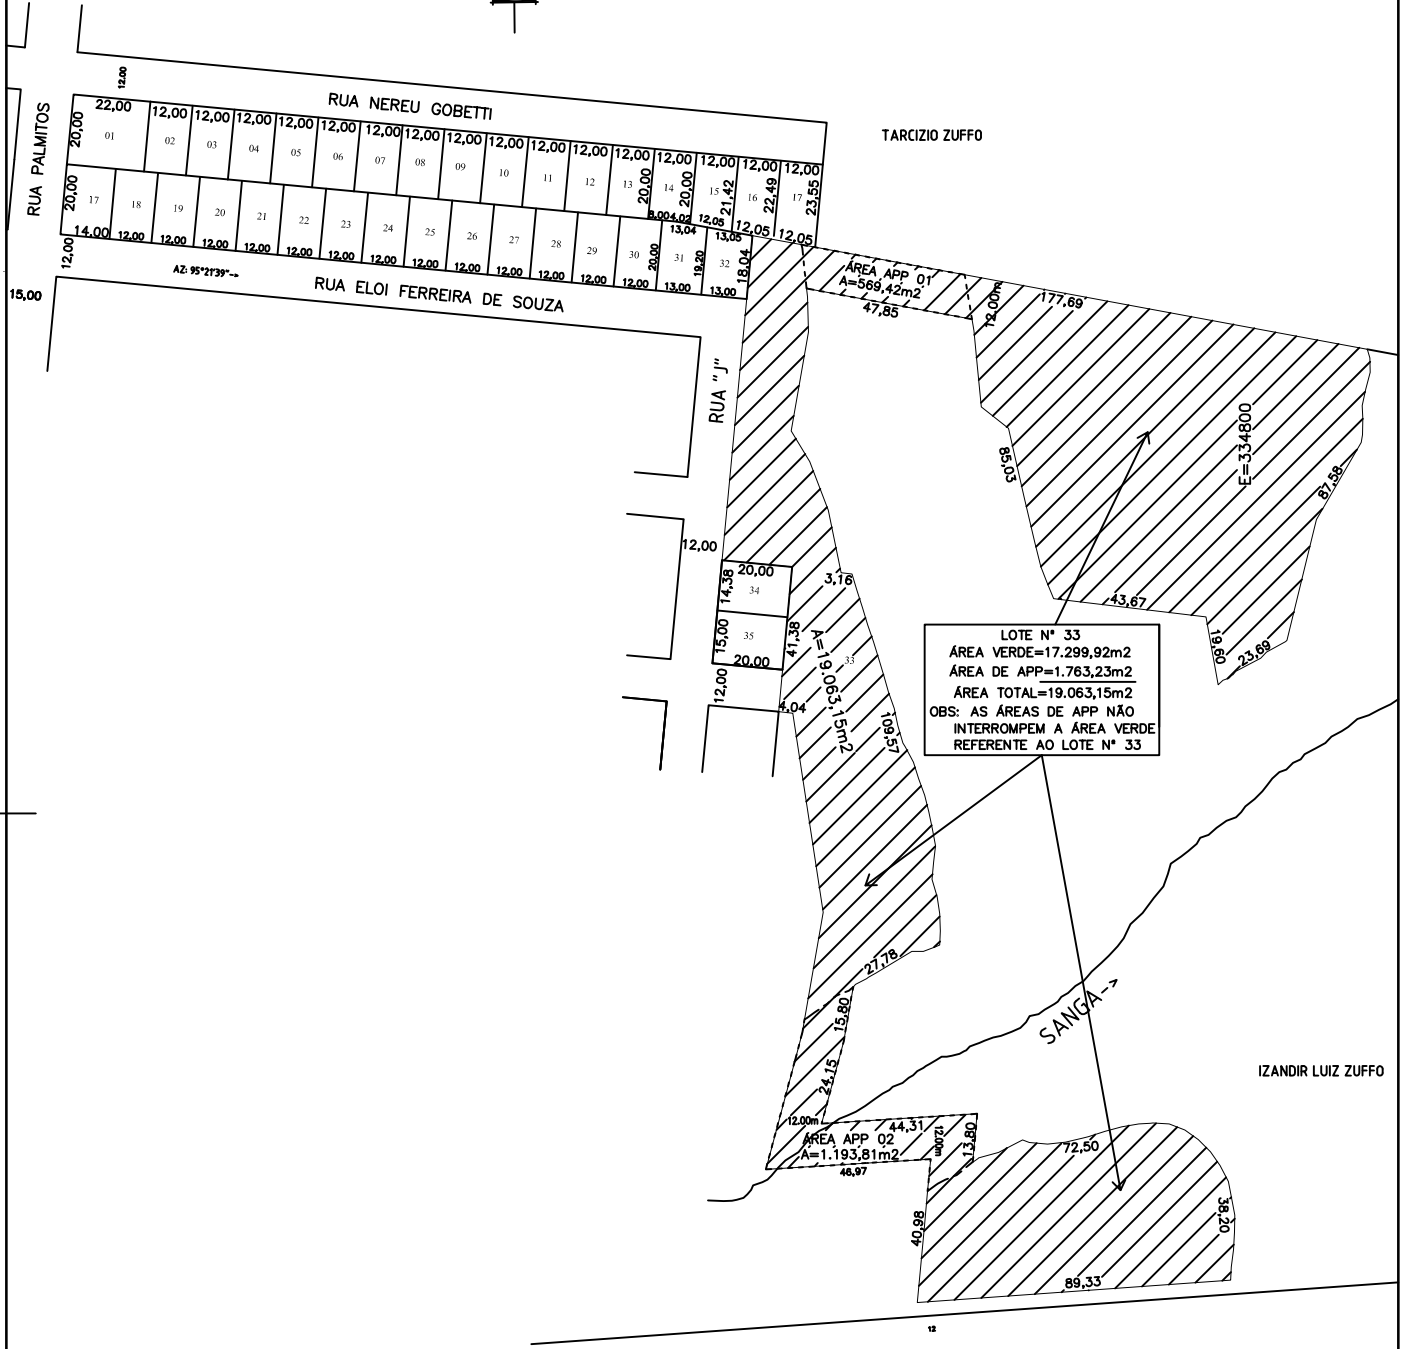 12.00
RUA NEREU GOBETTI
TARCIZIO ZUFFO
RUA PALMITOS
22,00 12,00 12,00 12,00 12,00 12,00 12,00 12,00 12,00 12,00 12,00 12,00 12,00 12,00 12,00 12,00 12,00
20,00
01 02 03 04 05 06 07 08 09 10 11 12 13 14 15 16 17
20,00 20,00 21,42 22,49 23,55
8,00 4,02 12,05 12,05 12,05
20,00
17 18 19 20 21 22 23 24 25 26 27 28 29 30 31 32
13,04 13,05
20,00 19,20 18,04
14,00 12,00 12,00 12,00 12,00 12,00 12,00 12,00 12,00 12,00 12,00 12,00 12,00 12,00 13,00 13,00
12,00
15,00
AZ: 95°21'39"->
RUA ELOI FERREIRA DE SOUZA
ÁREA APP 01
A=569,42m2
47,85
12,00m
177,69
RUA "J"
E=334800
85,03
87,58
12,00
20,00
14,38
34
3,16
43,67
15,00
35
20,00
41,38
19,60
23,69
12,00
4,04
A=19.063,15m2
33
109,57
LOTE N° 33
ÁREA VERDE=17.299,92m2
ÁREA DE APP=1.763,23m2
ÁREA TOTAL=19.063,15m2
OBS: AS ÁREAS DE APP NÃO
INTERROMPEM A ÁREA VERDE
REFERENTE AO LOTE N° 33
27,78
15,80
SANGA->
24,15
IZANDIR LUIZ ZUFFO
12.00m
44,31
12.00m
13,80
ÁREA APP 02
A=1.193,81m2
46,97
72,50
40,98
38,20
89,33
12